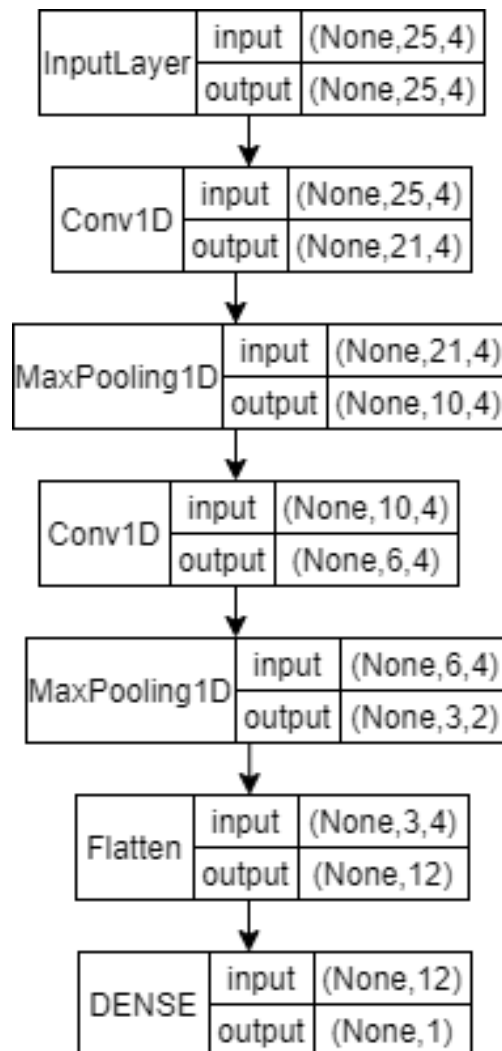 InputLayer input (None,25,4)
output (None,25,4)
Conv1D input (None,25,4)
output (None,21,4)
MaxPooling1D input (None,21,4)
output (None,10,4)
Conv1D input (None,10,4)
output (None,6,4)
MaxPooling1D input (None,6,4)
output (None,3,2)
Flatten input (None,3,4)
output (None,12)
DENSE input (None,12)
output (None,1)